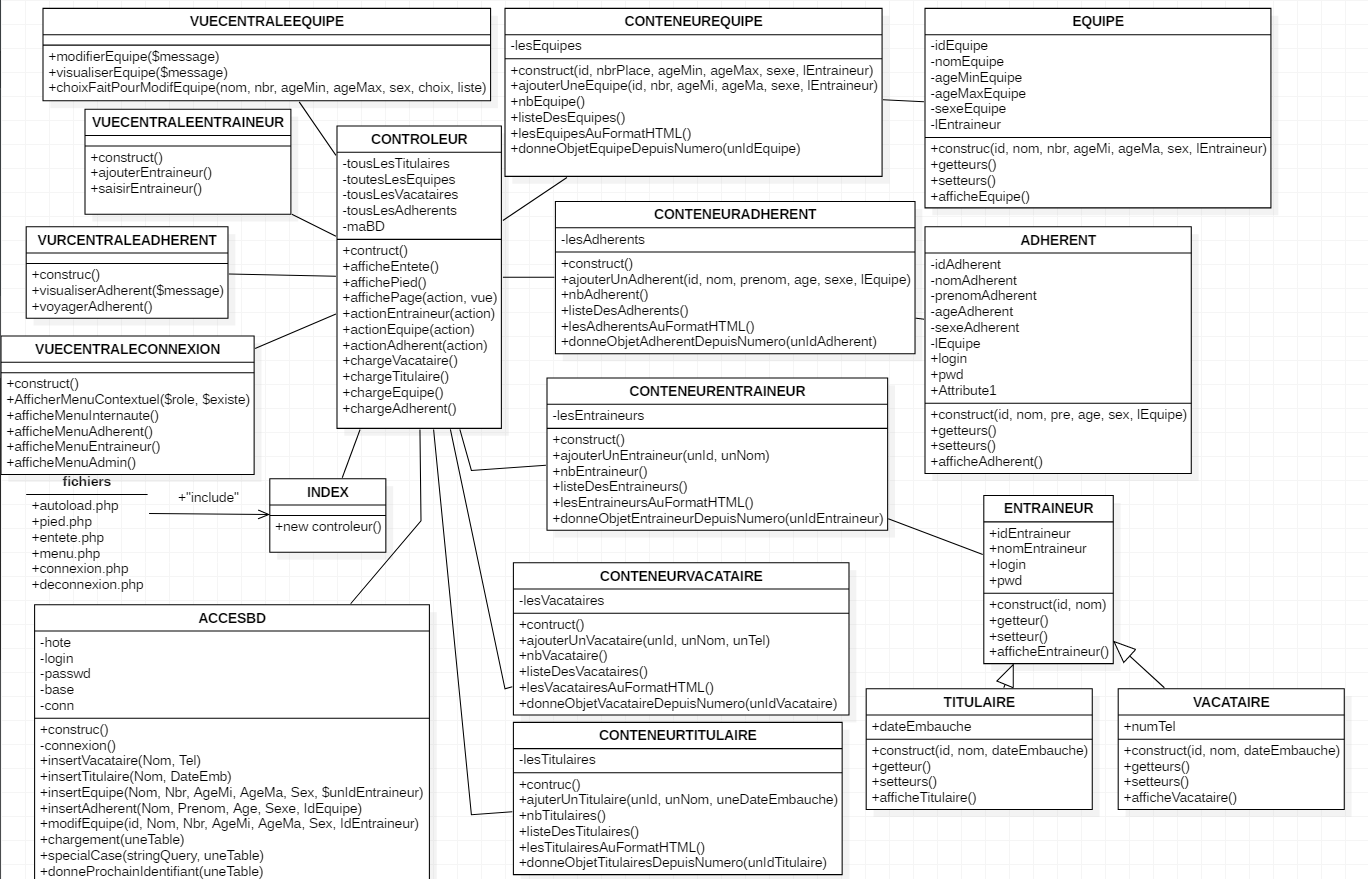 VUECENTRALEEQUIPE
+modifierEquipe($message)
+visualiserEquipe($message)
+choixFaitPourModifEquipe(nom, nbr, ageMin, ageMax, sex, choix, liste)
VUECENTRALEENTRAINEUR
+construct()
+ajouterEntraineur()
+saisirEntraineur()
VURCENTRALEADHERENT
+construc()
+visualiserAdherent($message)
+voyagerAdherent()
VUECENTRALECONNEXION
+construct()
+AfficherMenuContextuel($role, $existe)
+afficheMenuInternaute()
+afficheMenuAdherent()
+afficheMenuEntraineur()
+afficheMenuAdmin()
fichiers
+autoload.php
+pied.php
+entete.php
+menu.php
+connexion.php
+deconnexion.php
+"include"
INDEX
+new controleur()
CONTROLEUR
-tousLesTitulaires
-toutesLesEquipes
-tousLesVacataires
-tousLesAdherents
-maBD
+contruct()
+afficheEntete()
+affichePied()
+affichePage(action, vue)
+actionEntraineur(action)
+actionEquipe(action)
+actionAdherent(action)
+chargeVacataire()
+chargeTitulaire()
+chargeEquipe()
+chargeAdherent()
ACCESBD
-hote
-login
-passwd
-base
-conn
+construc()
-connexion()
+insertVacataire(Nom, Tel)
+insertTitulaire(Nom, DateEmb)
+insertEquipe(Nom, Nbr, AgeMi, AgeMa, Sex, $unIdEntraineur)
+insertAdherent(Nom, Prenom, Age, Sexe, IdEquipe)
+modifEquipe(id, Nom, Nbr, AgeMi, AgeMa, Sex, IdEntraineur)
+chargement(uneTable)
+specialCase(stringQuery, uneTable)
+donneProchainIdentifiant(uneTable)
CONTENEUREQUIPE
-lesEquipes
+construct(id, nbrPlace, ageMin, ageMax, sexe, lEntraineur)
+ajouterUneEquipe(id, nbr, ageMi, ageMa, sexe, lEntraineur)
+nbEquipe()
+listeDesEquipes()
+lesEquipesAuFormatHTML()
+donneObjetEquipeDepuisNumero(unIdEquipe)
CONTENEURADHERENT
-lesAdherents
+construct()
+ajouterUnAdherent(id, nom, prenom, age, sexe, lEquipe)
+nbAdherent()
+listeDesAdherents()
+lesAdherentsAuFormatHTML()
+donneObjetAdherentDepuisNumero(unIdAdherent)
CONTENEURENTRAINEUR
-lesEntraineurs
+construct()
+ajouterUnEntraineur(unId, unNom)
+nbEntraineur()
+listeDesEntraineurs()
+lesEntraineursAuFormatHTML()
+donneObjetEntraineurDepuisNumero(unIdEntraineur)
CONTENEURVACATAIRE
-lesVacataires
+contruct()
+ajouterUnVacataire(unId, unNom, unTel)
+nbVacataire()
+listeDesVacataires()
+lesVacatairesAuFormatHTML()
+donneObjetVacataireDepuisNumero(unIdVacataire)
CONTENEURTITULAIRE
-lesTitulaires
+contruc()
+ajuterUnTitulaire(unId, unNom, uneDateEmbauche)
+nbTitulaires()
+listeDesTitulaires()
+lesTitulairesAuFormatHTML()
+donneObjetTitulairesDepuisNumero(unIdTitulaire)
EQUIPE
-idEquipe
-nomEquipe
-ageMinEquipe
-ageMaxEquipe
-sexeEquipe
-lEntraineur
+construc(id, nom, nbr, ageMi, ageMa, sex, lEntraineur)
+getteurs()
+setteurs()
+afficheEquipe()
ADHERENT
-idAdherent
-nomAdherent
-prenomAdherent
-ageAdherent
-sexeAdherent
-lEquipe
+login
+pwd
+Attribute1
+construct(id, nom, pre, age, sex, lEquipe)
+getteurs()
+setteurs()
+afficheAdherent()
ENTRAINEUR
+idEntraineur
+nomEntraineur
+login
+pwd
+construct(id, nom)
+getteur()
+setteur()
+afficheEntraineur()
TITULAIRE
+dateEmbauche
+construct(id, nom, dateEmbauche)
+getteur()
+setteurs()
+afficheTitulaire()
VACATAIRE
+numTel
+construct(id, nom, dateEmbauche)
+getteurs()
+setteurs()
+afficheVacataire()